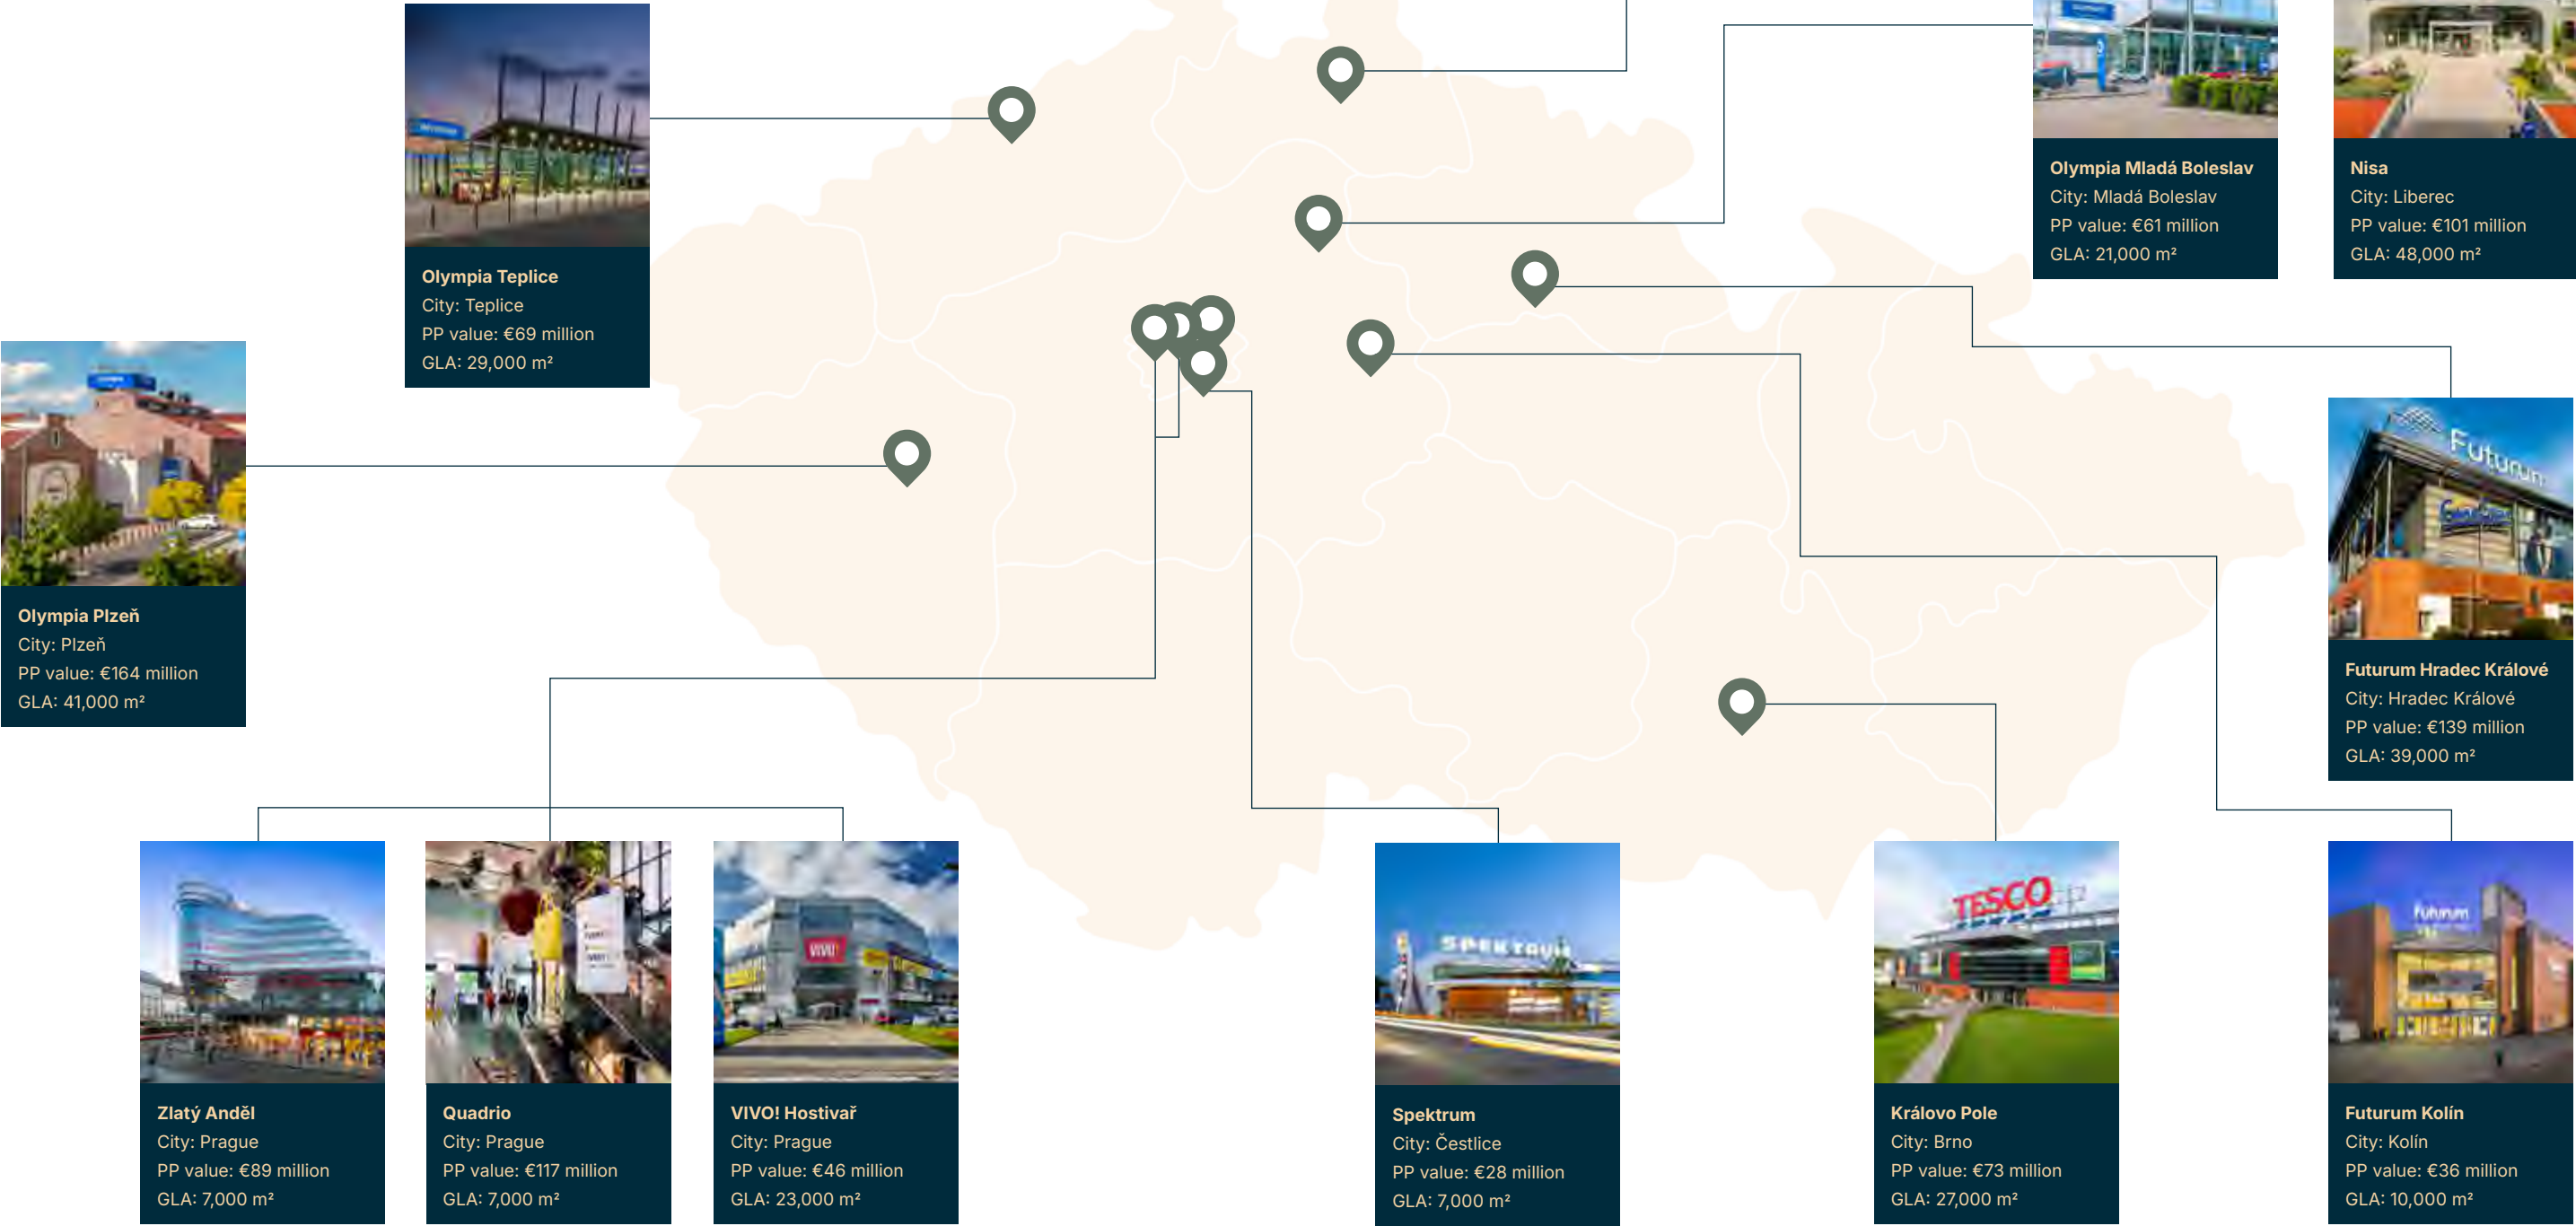 Olympia Mladá Boleslav
City: Mladá Boleslav
PP value: €61 million
GLA: 21,000 m²
Nisa
City: Liberec
PP value: €101 million
GLA: 48,000 m²
Olympia Teplice
City: Teplice
PP value: €69 million
GLA: 29,000 m²
Olympia Plzeň
City: Plzeň
PP value: €164 million
GLA: 41,000 m²
Futurum
Futurum Hradec Králové
City: Hradec Králové
PP value: €139 million
GLA: 39,000 m²
Zlatý Anděl
City: Prague
PP value: €89 million
GLA: 7,000 m²
Quadrio
City: Prague
PP value: €117 million
GLA: 7,000 m²
VIVO!
VIVO! Hostivař
City: Prague
PP value: €46 million
GLA: 23,000 m²
SPEKTRUM
Spektrum
City: Čestlice
PP value: €28 million
GLA: 7,000 m²
TESCO
Královo Pole
City: Brno
PP value: €73 million
GLA: 27,000 m²
Futurum
Futurum Kolín
City: Kolín
PP value: €36 million
GLA: 10,000 m²